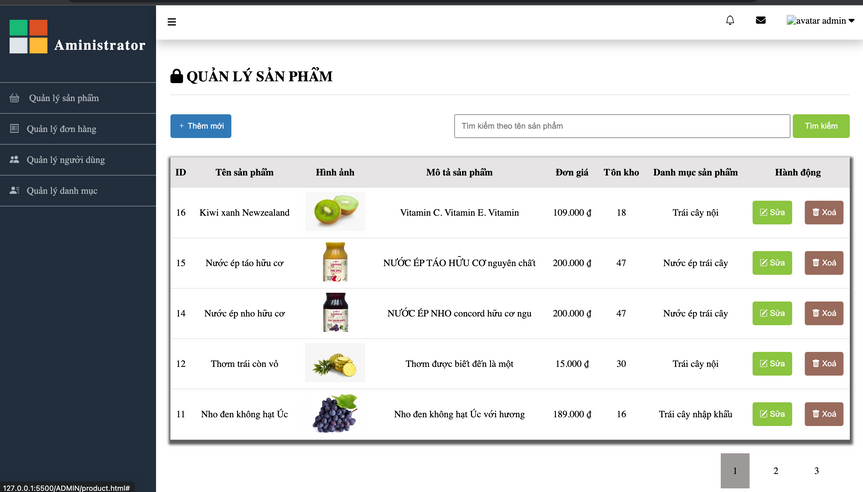 Aministrator
avatar admin
QUẢN LÝ SẢN PHẨM
Quản lý sản phẩm
Quản lý đơn hàng
Quản lý người dùng
Quản lý danh mục
+ Thêm mới
Tìm kiếm theo tên sản phẩm
Tìm kiếm
ID Tên sản phẩm Hình ảnh Mô tả sản phẩm Đơn giá Tồn kho Danh mục sản phẩm Hành động
16 Kiwi xanh Newzealand Vitamin C. Vitamin E. Vitamin 109.000 ₫ 18 Trái cây nội Sửa Xoá
15 Nước ép táo hữu cơ NƯỚC ÉP TÁO HỮU CƠ nguyên chất 200.000 ₫ 47 Nước ép trái cây Sửa Xoá
14 Nước ép nho hữu cơ NƯỚC ÉP NHO concord hữu cơ ngu 200.000 ₫ 47 Nước ép trái cây Sửa Xoá
12 Thơm trái còn vỏ Thơm được biết đến là một 15.000 ₫ 30 Trái cây nội Sửa Xoá
11 Nho đen không hạt Úc Nho đen không hạt Úc với hương 189.000 ₫ 16 Trái cây nhập khẩu Sửa Xoá
1 2 3
127.0.0.1:5500/ADMIN/product.html#